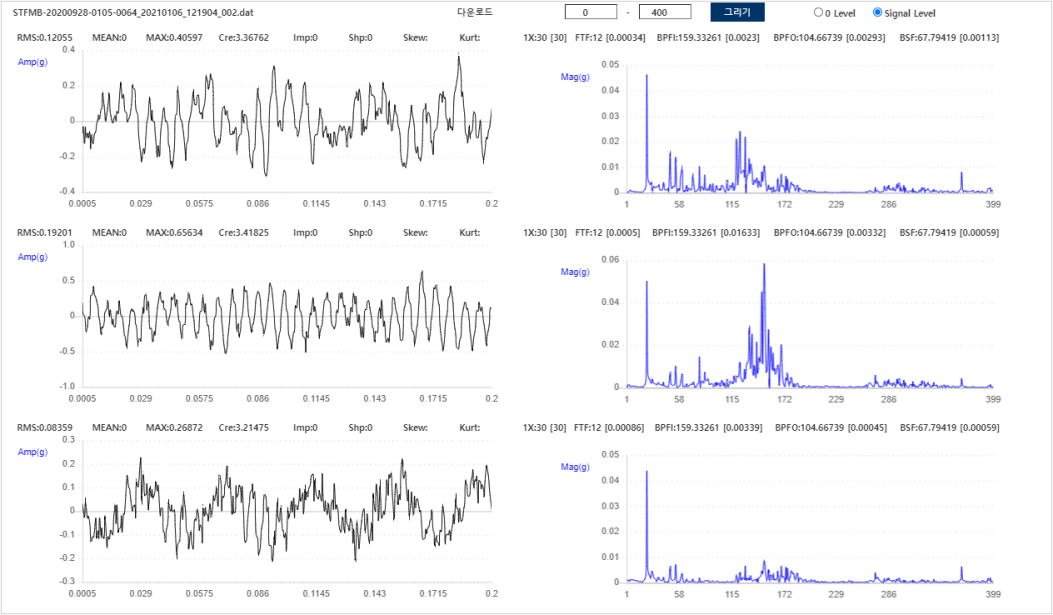 STFMB-20200928-0105-0064_20210106_121904_002.dat 다운로드 0 - 400 그리기 0 Level Signal Level
RMS:0.12055 MEAN:0 MAX:0.40597 Cre:3.36762 Imp:0 Shp:0 Skew: Kurt: 1X:30 [30] FTF:12 [0.00034] BPFI:159.33261 [0.0023] BPFO:104.66739 [0.00293] BSF:67.79419 [0.00113]
Amp(g)
0.4
0.2
0
-0.2
-0.4
0.0005 0.029 0.0575 0.086 0.1145 0.143 0.1715 0.2
Mag(g)
0.05
0.04
0.03
0.02
0.01
0
1 58 115 172 229 286 399
RMS:0.19201 MEAN:0 MAX:0.65634 Cre:3.41825 Imp:0 Shp:0 Skew: Kurt: 1X:30 [30] FTF:12 [0.0005] BPFI:159.33261 [0.01633] BPFO:104.66739 [0.00332] BSF:67.79419 [0.00059]
Amp(g)
1.0
0.5
0
-0.5
-1.0
0.0005 0.029 0.0575 0.086 0.1145 0.143 0.1715 0.2
Mag(g)
0.06
0.04
0.02
0
1 58 115 172 229 286 399
RMS:0.08359 MEAN:0 MAX:0.26872 Cre:3.21475 Imp:0 Shp:0 Skew: Kurt: 1X:30 [30] FTF:12 [0.00086] BPFI:159.33261 [0.00339] BPFO:104.66739 [0.00045] BSF:67.79419 [0.00059]
Amp(g)
0.3
0.2
0.1
0
-0.1
-0.2
-0.3
0.0005 0.029 0.0575 0.086 0.1145 0.143 0.1715 0.2
Mag(g)
0.05
0.04
0.03
0.02
0.01
0
1 58 115 172 229 286 399